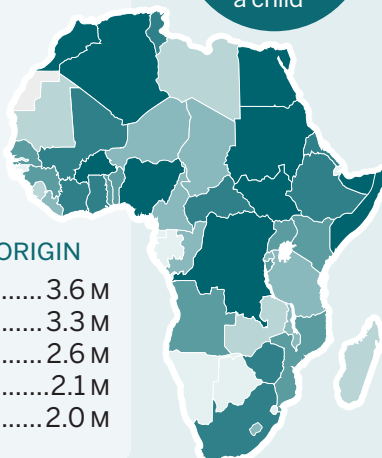 a child
ORIGIN
......3.6 M
......3.3 M
......2.6 M
......2.1 M
......2.0 M